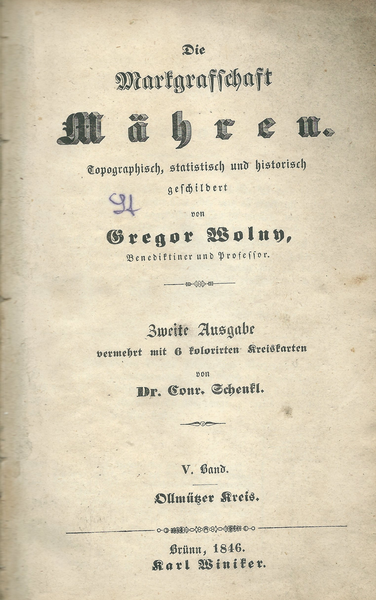 Die
Markgrafschaft
Mähren.
Topographisch, statistisch und historisch
geschildert
von
Gregor Wolny,
Benediktiner und Professor.
Zweite Ausgabe
vermehrt mit 6 kolorirten Kreiskarten
von
Dr. Conr. Schenkl.
V. Band.
Ollmützer Kreis.
Brünn, 1846.
Karl Winiker.